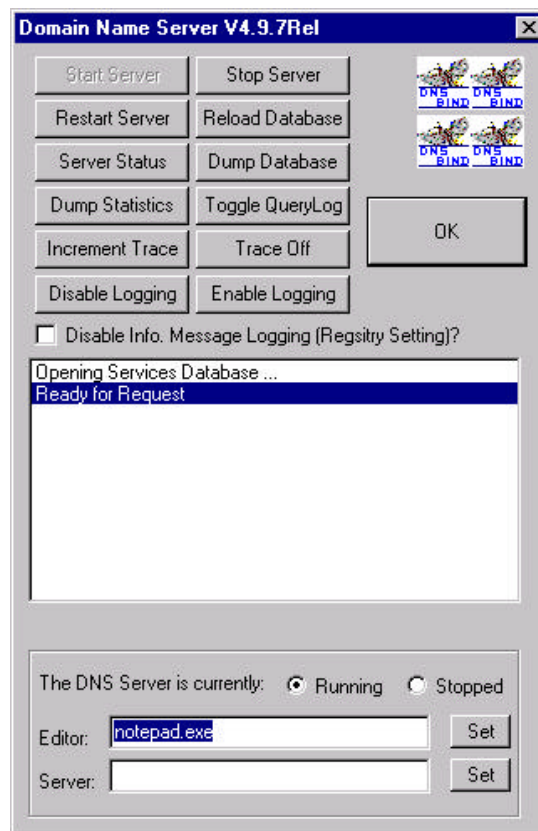 Domain Name Server V4.9.7Rel
Start Server Stop Server
Restart Server Reload Database
Server Status Dump Database
Dump Statistics Toggle QueryLog
Increment Trace Trace Off
Disable Logging Enable Logging
DNS DNS
BIND BIND
DNS DNS
BIND BIND
OK
Disable Info. Message Logging (Regsitry Setting)?
Opening Services Database ...
Ready for Request
The DNS Server is currently: Running Stopped
Editor: notepad.exe Set
Server: Set